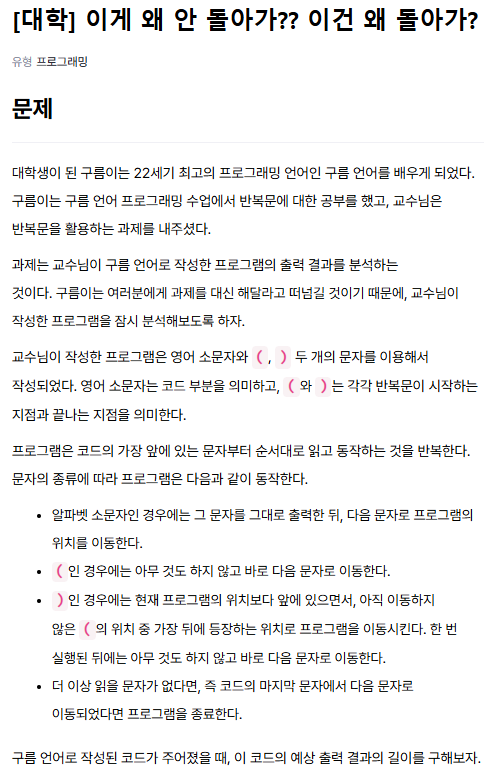 [대학] 이게 왜 안 돌아가?? 이건 왜 돌아가?
유형 프로그래밍
문제
대학생이 된 구름이는 22세기 최고의 프로그래밍 언어인 구름 언어를 배우게 되었다.
구름이는 구름 언어 프로그래밍 수업에서 반복문에 대한 공부를 했고, 교수님은
반복문을 활용하는 과제를 내주셨다.
과제는 교수님이 구름 언어로 작성한 프로그램의 출력 결과를 분석하는
것이다. 구름이는 여러분에게 과제를 대신 해달라고 떠넘길 것이기 때문에, 교수님이
작성한 프로그램을 잠시 분석해보도록 하자.
교수님이 작성한 프로그램은 영어 소문자와 (, ) 두 개의 문자를 이용해서
작성되었다. 영어 소문자는 코드 부분을 의미하고, (와 )는 각각 반복문이 시작하는
지점과 끝나는 지점을 의미한다.
프로그램은 코드의 가장 앞에 있는 문자부터 순서대로 읽고 동작하는 것을 반복한다.
문자의 종류에 따라 프로그램은 다음과 같이 동작한다.
• 알파벳 소문자인 경우에는 그 문자를 그대로 출력한 뒤, 다음 문자로 프로그램의
위치를 이동한다.
• (인 경우에는 아무 것도 하지 않고 바로 다음 문자로 이동한다.
• )인 경우에는 현재 프로그램의 위치보다 앞에 있으면서, 아직 이동하지
않은 (의 위치 중 가장 뒤에 등장하는 위치로 프로그램을 이동시킨다. 한 번
실행된 뒤에는 아무 것도 하지 않고 바로 다음 문자로 이동한다.
• 더 이상 읽을 문자가 없다면, 즉 코드의 마지막 문자에서 다음 문자로
이동되었다면 프로그램을 종료한다.
구름 언어로 작성된 코드가 주어졌을 때, 이 코드의 예상 출력 결과의 길이를 구해보자.